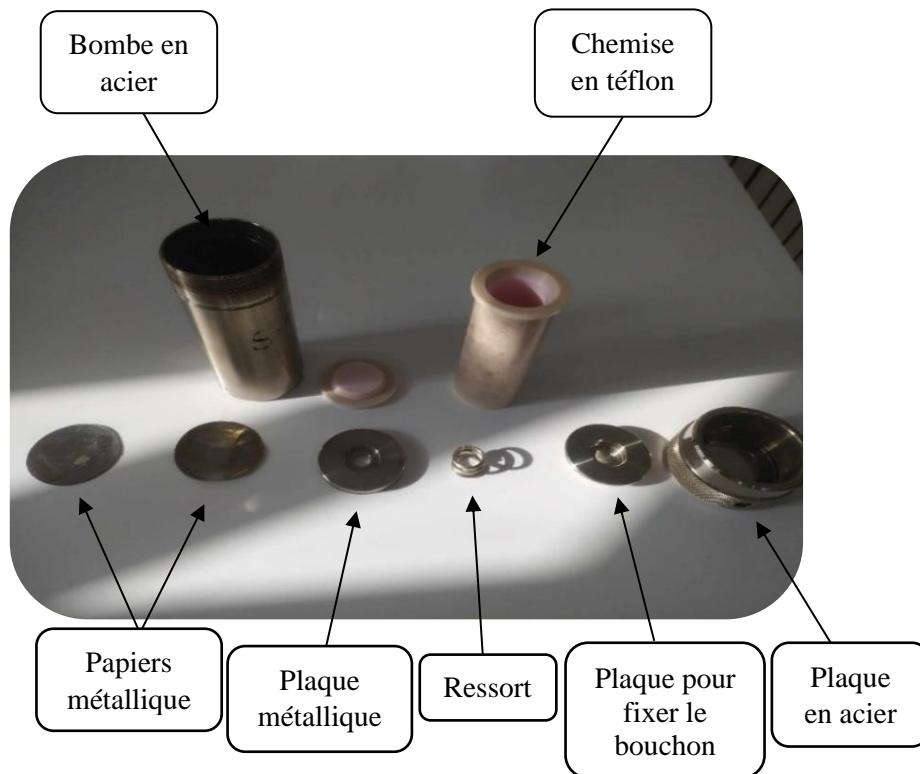 Bombe en
acier
Chemise
en téflon
Papiers
métallique
Plaque
métallique
Ressort
Plaque pour
fixer le
bouchon
Plaque
en acier